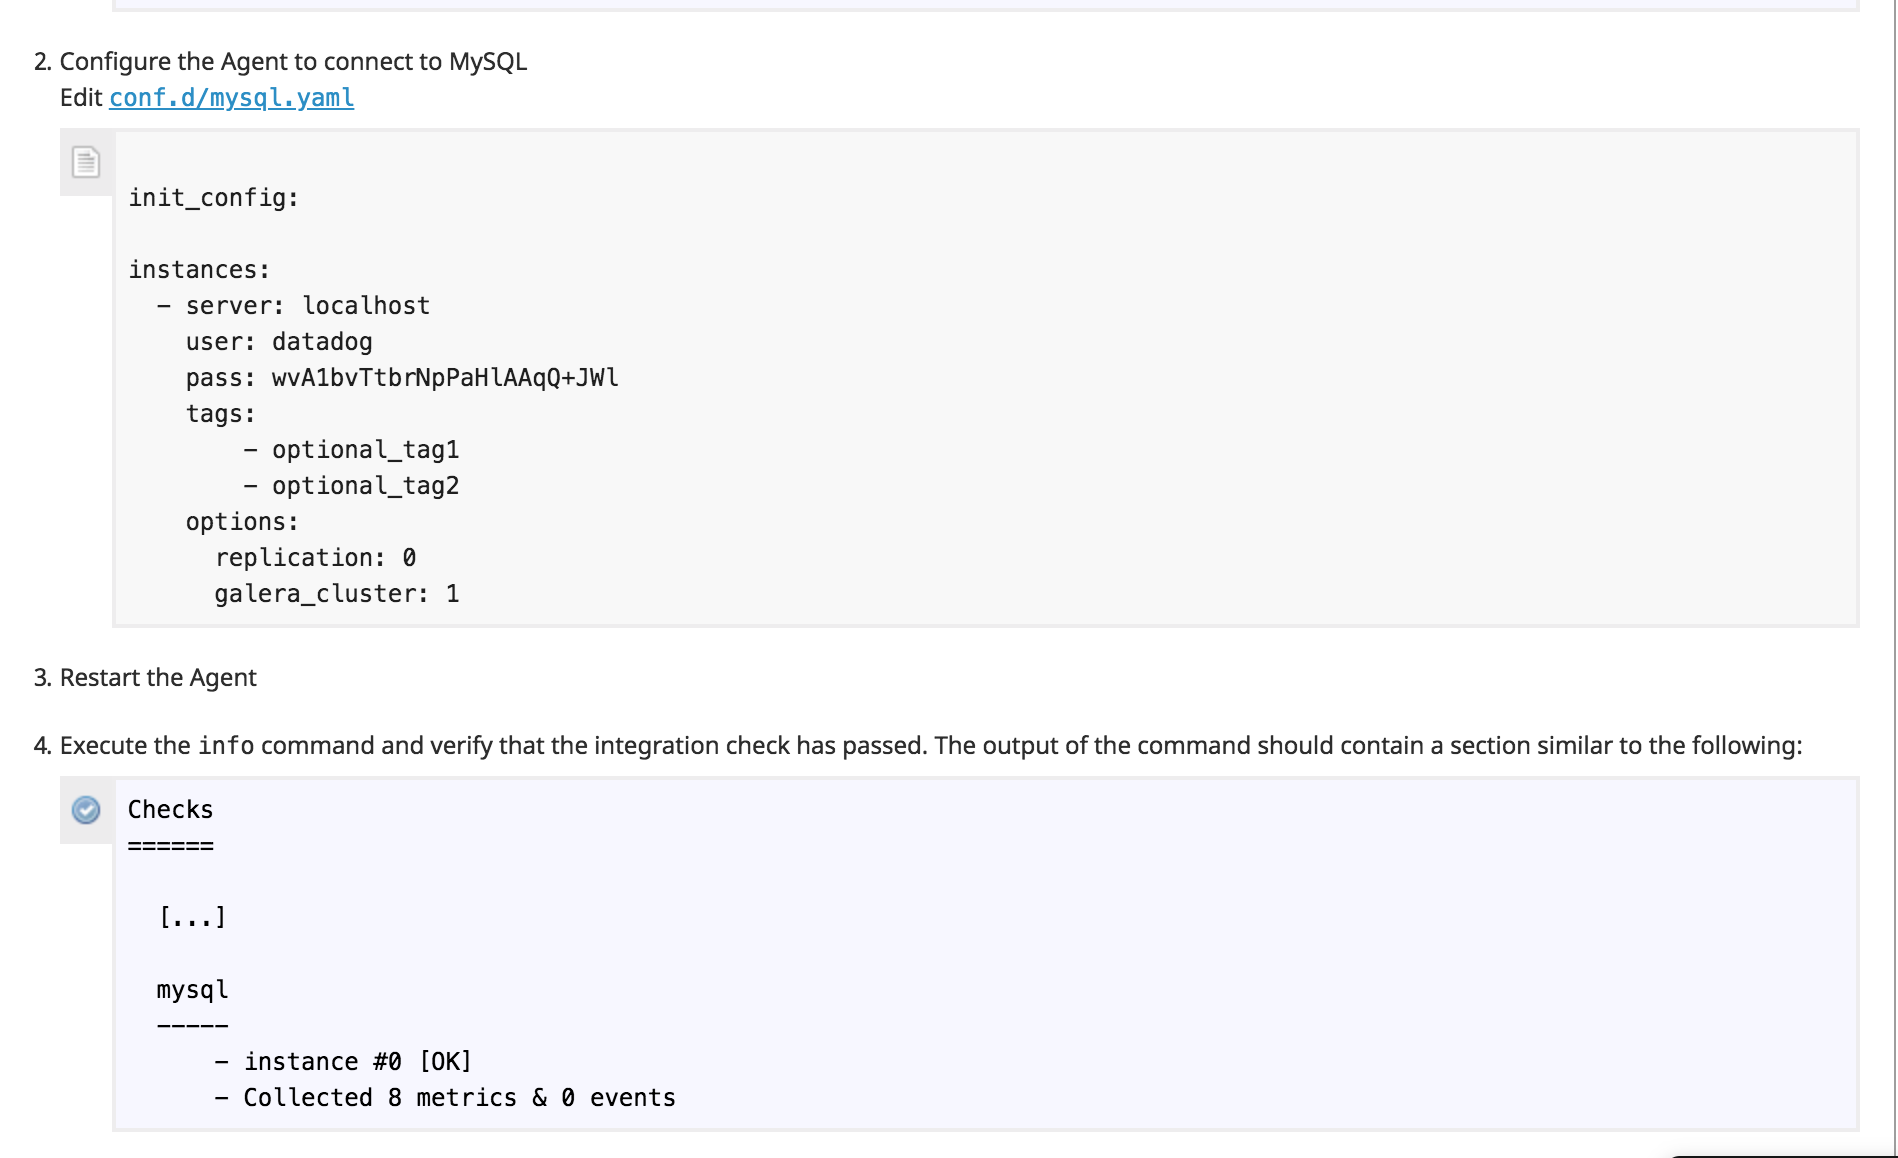 2. Configure the Agent to connect to MySQL
Edit conf.d/mysql.yaml
init_config:
instances:
  - server: localhost
    user: datadog
    pass: wvA1bvTtbrNpPaHlAAqQ+JWl
    tags:
        - optional_tag1
        - optional_tag2
    options:
      replication: 0
      galera_cluster: 1
3. Restart the Agent
4. Execute the info command and verify that the integration check has passed. The output of the command should contain a section similar to the following:
Checks
======
  [...]
  mysql
  -----
      - instance #0 [OK]
      - Collected 8 metrics & 0 events